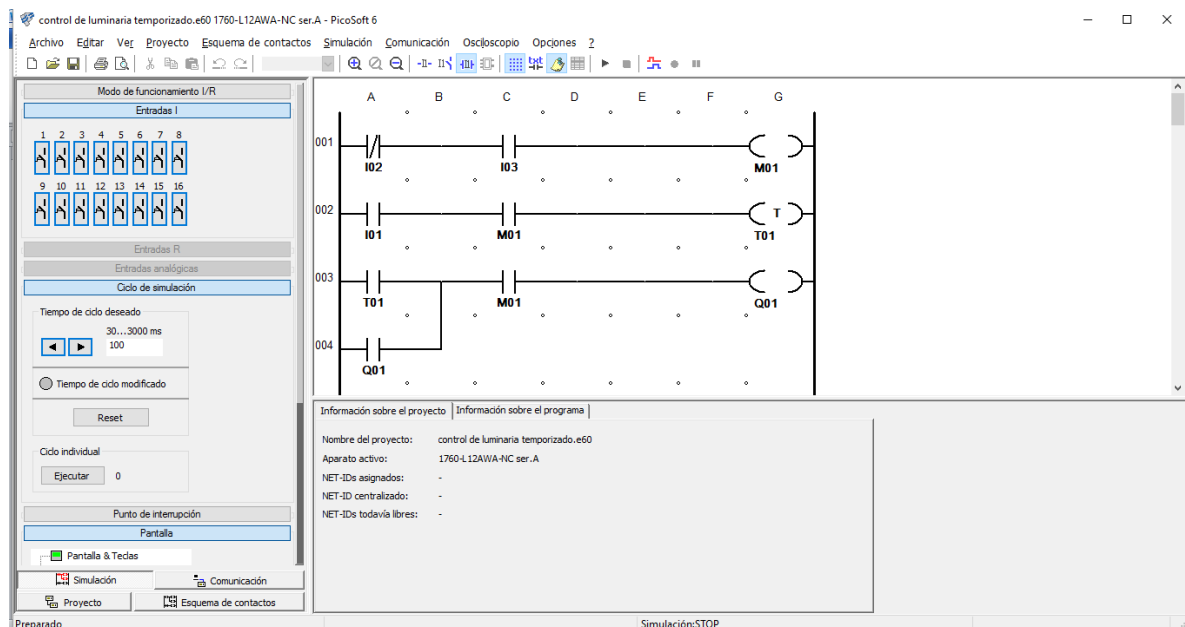 control de luminaria temporizado.e60 1760-L12AWA-NC ser.A - PicoSoft 6
Archivo Editar Ver Proyecto Esquema de contactos Simulación Comunicación Osciloscopio Opciones ?
Modo de funcionamiento I/R
Entradas I
1 2 3 4 5 6 7 8
9 10 11 12 13 14 15 16
Entradas R
Entradas analógicas
Ciclo de simulación
Tiempo de ciclo deseado
30...3000 ms
100
Tiempo de ciclo modificado
Reset
Ciclo individual
Ejecutar 0
Punto de interrupción
Pantalla
Pantalla & Teclas
Simulación Comunicación
Proyecto Esquema de contactos
A B C D E F G
001
I02 I03 M01
002
T
I01 M01 T01
003
T01 M01 Q01
004
Q01
Información sobre el proyecto Información sobre el programa
Nombre del proyecto: control de luminaria temporizado.e60
Aparato activo: 1760-L12AWA-NC ser.A
NET-IDs asignados: -
NET-ID centralizado: -
NET-IDs todavía libres: -
Preparado Simulación:STOP